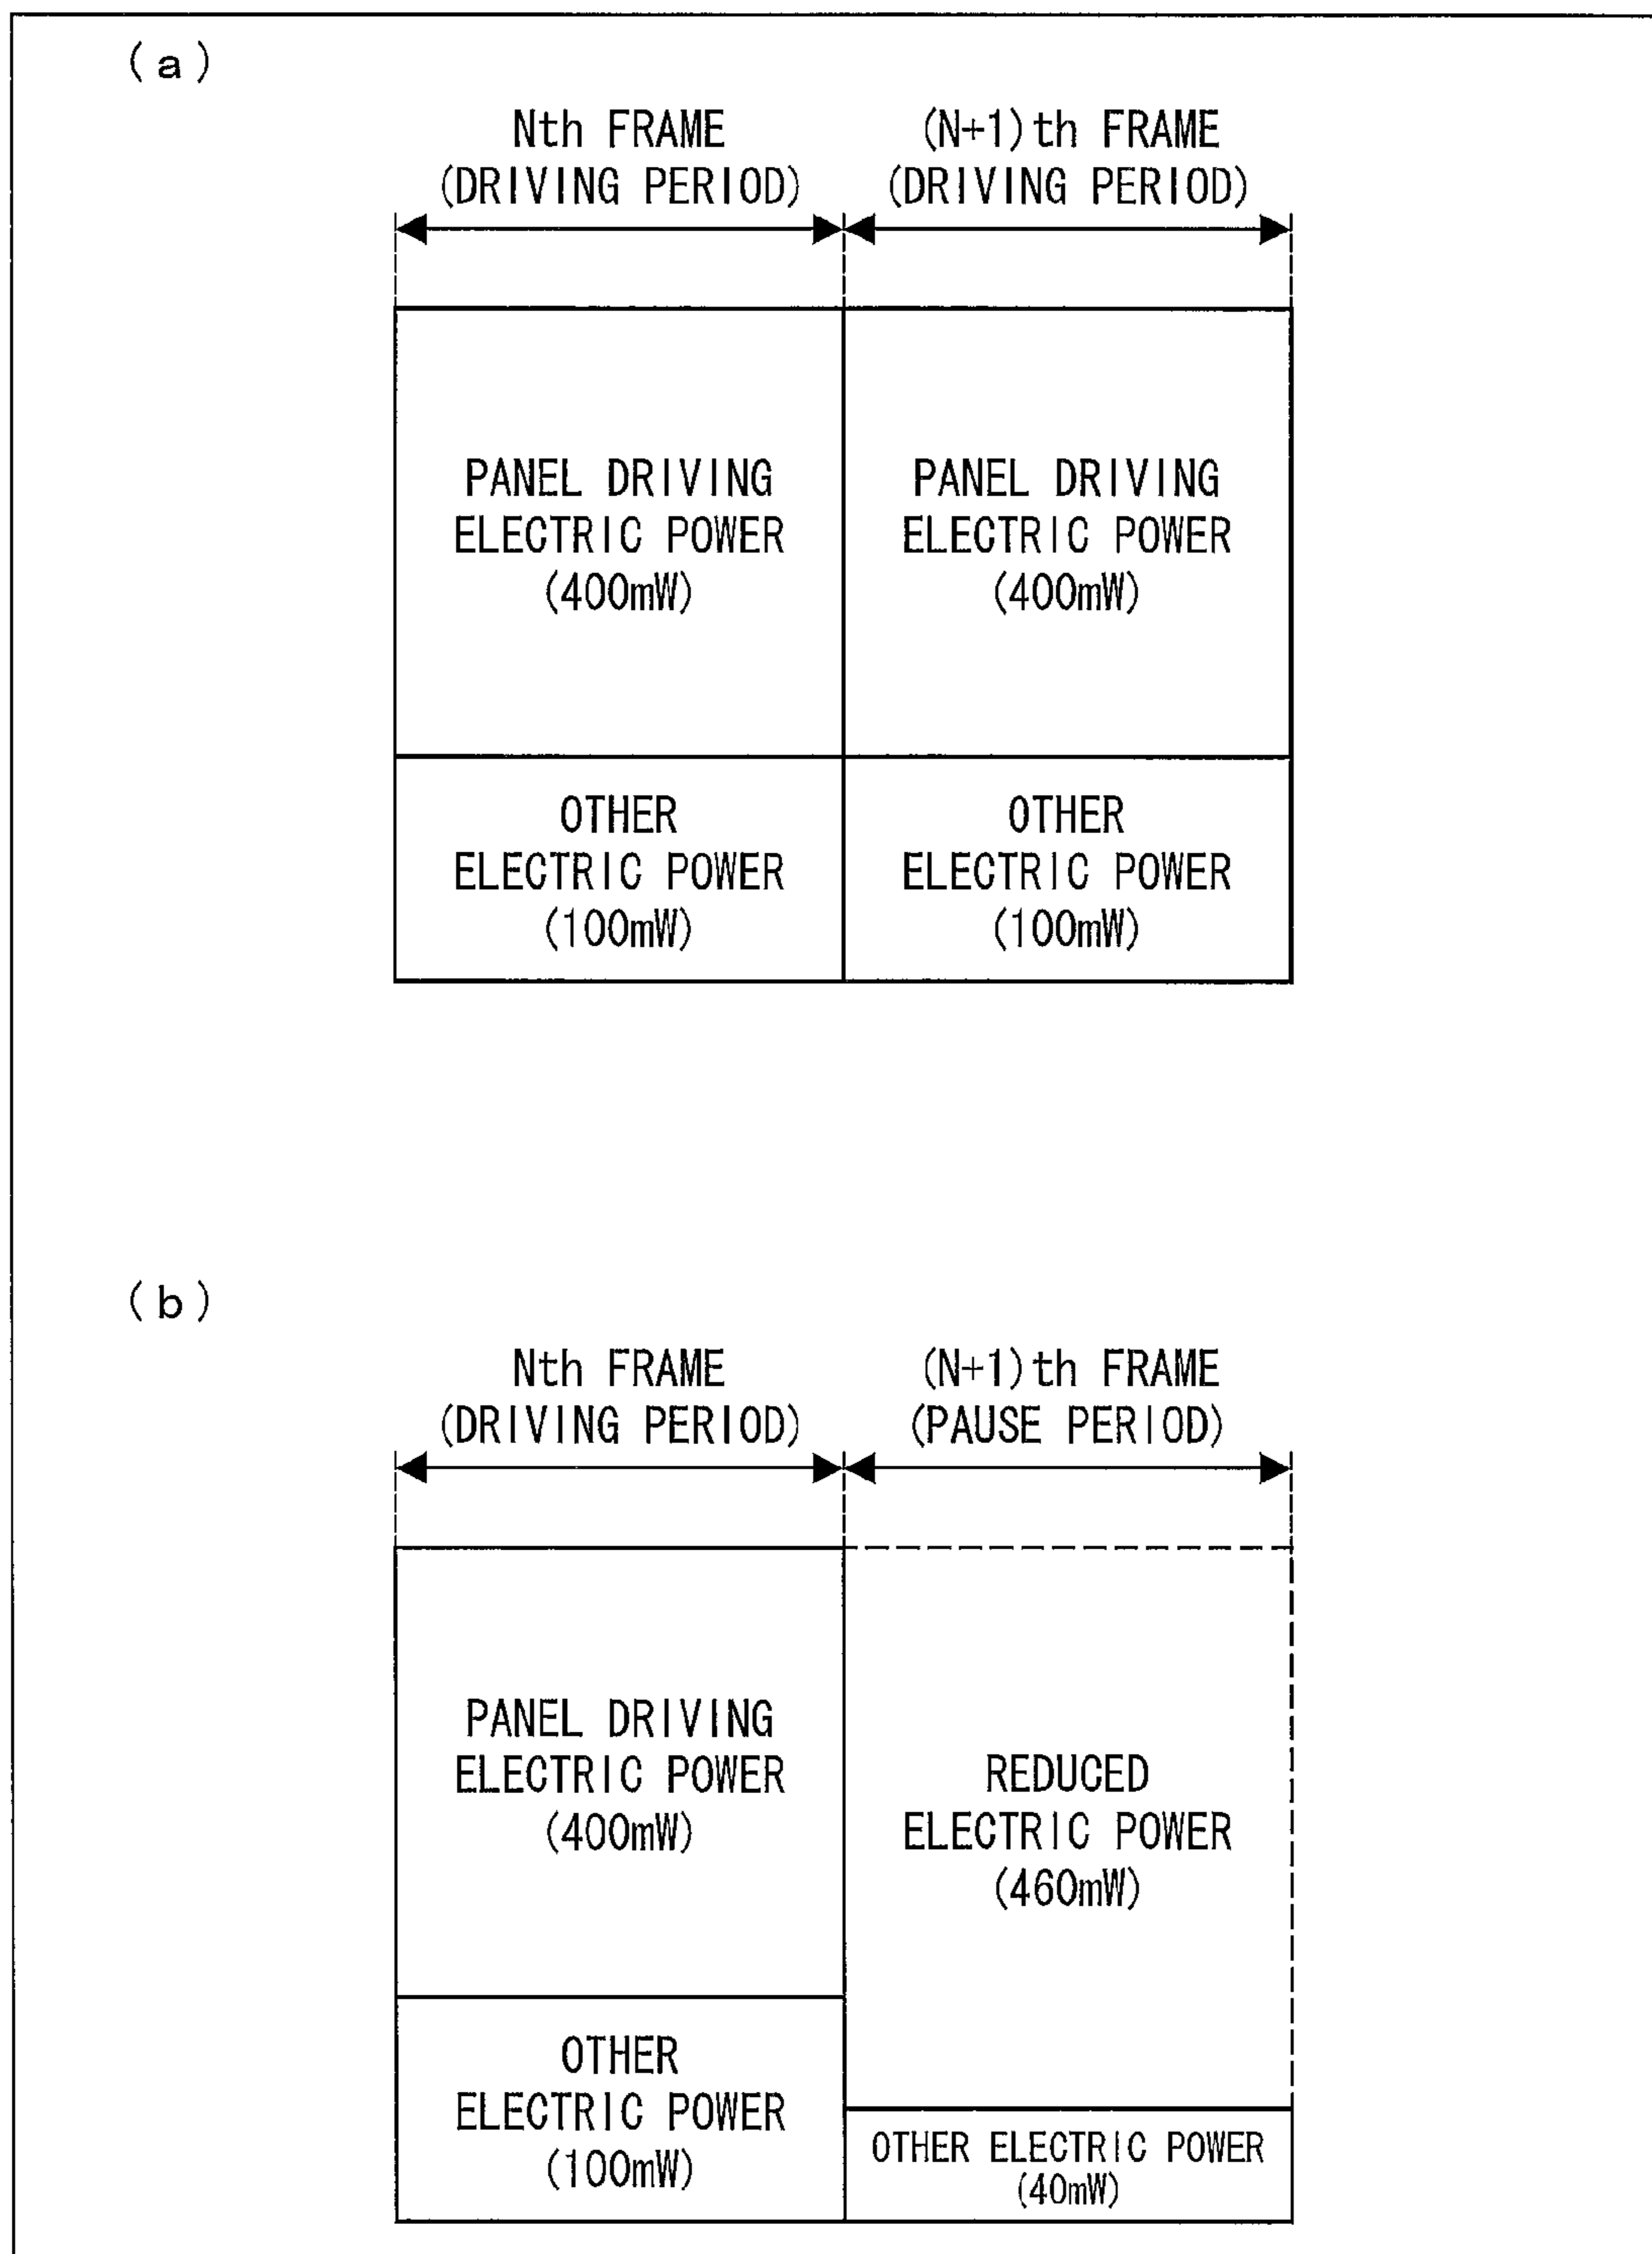 (a)
Nth FRAME
(DRIVING PERIOD)
(N+1)th FRAME
(DRIVING PERIOD)
PANEL DRIVING
ELECTRIC POWER
(400mW)
PANEL DRIVING
ELECTRIC POWER
(400mW)
OTHER
ELECTRIC POWER
(100mW)
OTHER
ELECTRIC POWER
(100mW)
(b)
Nth FRAME
(DRIVING PERIOD)
(N+1)th FRAME
(PAUSE PERIOD)
PANEL DRIVING
ELECTRIC POWER
(400mW)
REDUCED
ELECTRIC POWER
(460mW)
OTHER
ELECTRIC POWER
(100mW)
OTHER ELECTRIC POWER
(40mW)